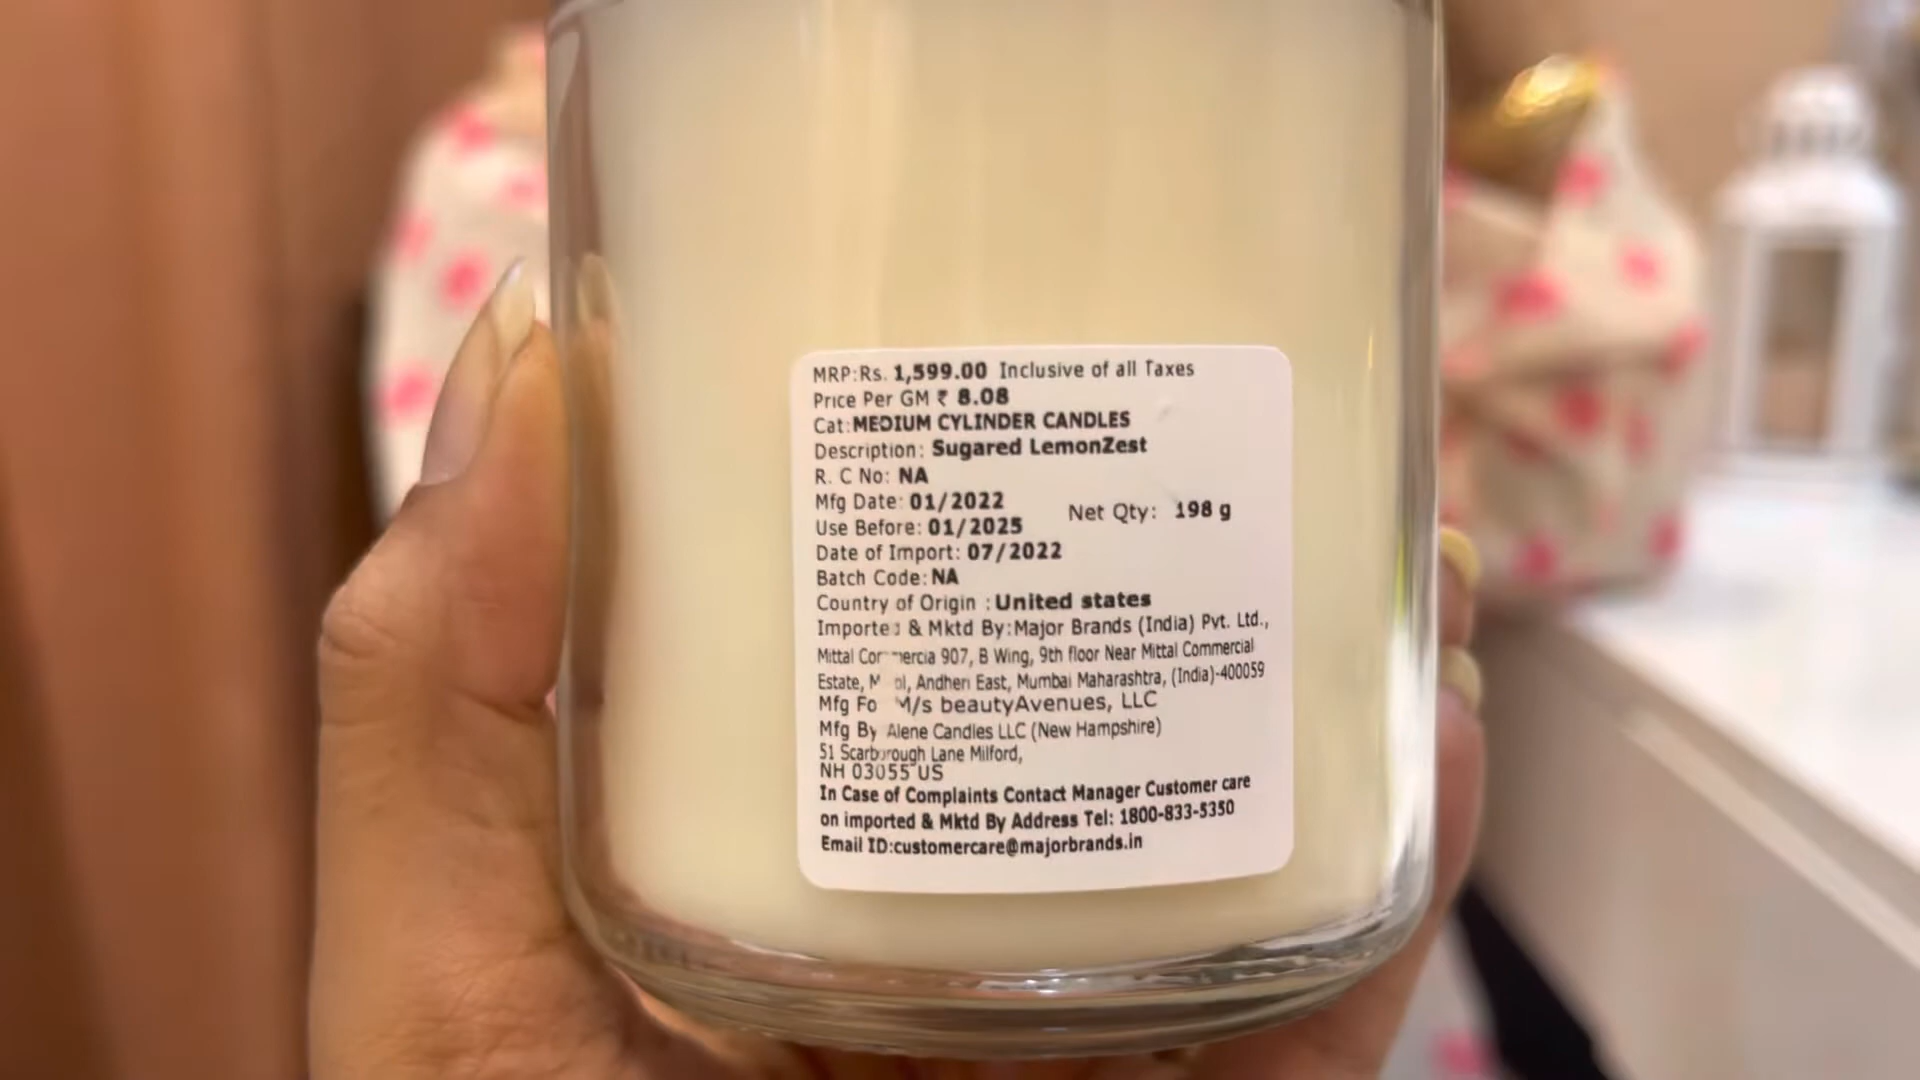 MRP:Rs. 1,599.00 Inclusive of all Taxes
Price Per GM ₹ 8.08
Cat:MEDIUM CYLINDER CANDLES
Description: Sugared LemonZest
R. C No: NA
Mfg Date: 01/2022
Use Before: 01/2025 Net Qty: 198 g
Date of Import: 07/2022
Batch Code: NA
Country of Origin : United states
Imported & Mktd By:Major Brands (India) Pvt. Ltd.,
Mittal 907, B Wing, 9th floor Near Mittal Commercial
Estate, Andheri East, Mumbai Maharashtra, (India)-400059
Mfg M/s beautyAvenues, LLC
Mfg By Alene Candles LLC (New Hampshire)
51 Scarborough Lane Milford,
NH 03055 US
In Case of Complaints Contact Manager Customer care
on imported & Mktd By Address Tel: 1800-833-5350
Email ID:customercare@majorbrands.in